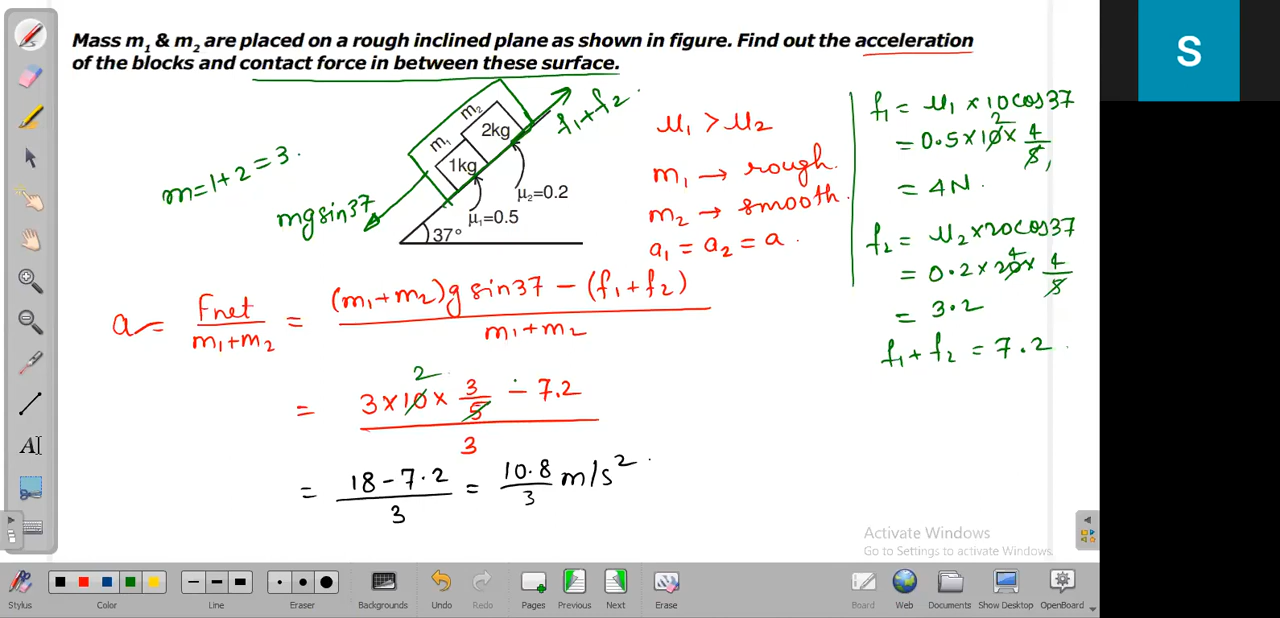 Mass m₁ & m₂ are placed on a rough inclined plane as shown in figure. Find out the acceleration
of the blocks and contact force in between these surface.
S
m₂
2kg
m₁
1kg
f₁+f₂
m=1+2=3.
mgsin37
μ₂=0.2
μ₁=0.5
37°
μ₁ > μ₂
m₁ → rough.
m₂ → smooth.
a₁ = a₂ = a
f₁ = μ₁ × 10cos37
= 0.5 × 10 × 4/5
2
= 4N.
f₂ = μ₂ × 20cos37
= 0.2 × 20 × 4/5
4
= 3.2
f₁ + f₂ = 7.2
a = Fnet/m₁+m₂ = (m₁+m₂)g sin37 − (f₁+f₂)/m₁+m₂
2
= 3 × 10 × 3/5 − 7.2/3
= 18 − 7.2/3 = 10.8/3 m/s²
Activate Windows
Go to Settings to activate Windows.
Stylus Color Line Eraser Backgrounds Undo Redo Pages Previous Next Erase Board Web Documents Show Desktop OpenBoard